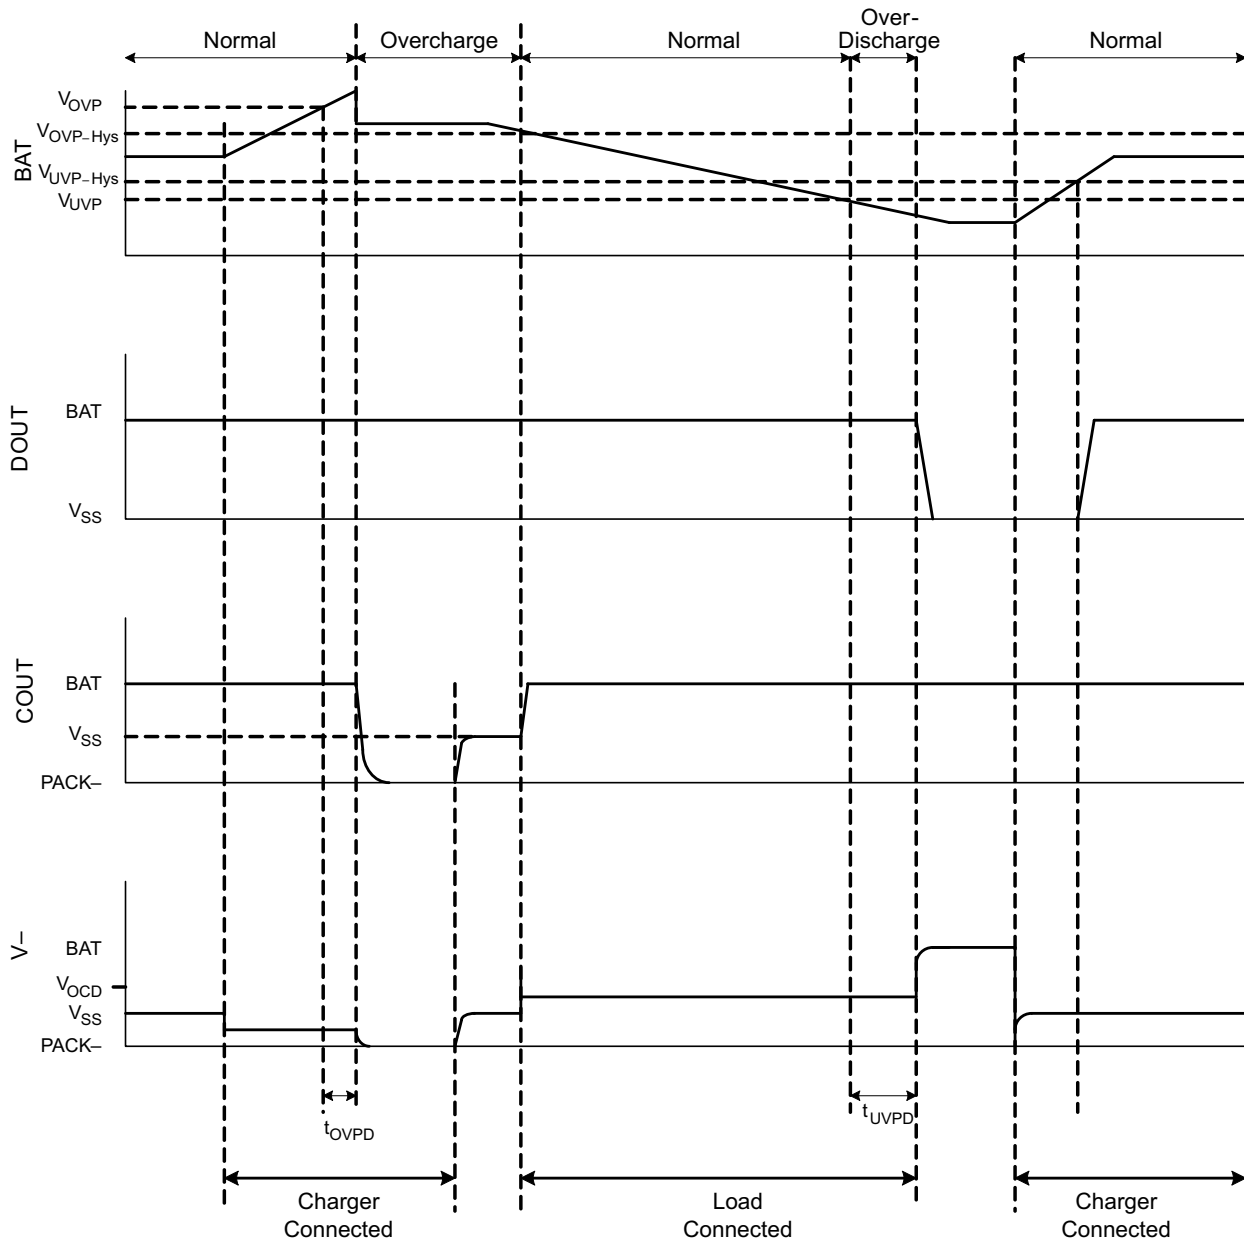 Normal
Overcharge
Normal
Over-
Discharge
Normal
BAT
VOVP
VOVP–Hys
VUVP–Hys
VUVP
DOUT
BAT
VSS
COUT
BAT
VSS
PACK–
V–
BAT
VOCD
VSS
PACK–
tOVPD
tUVPD
Charger
Connected
Load
Connected
Charger
Connected